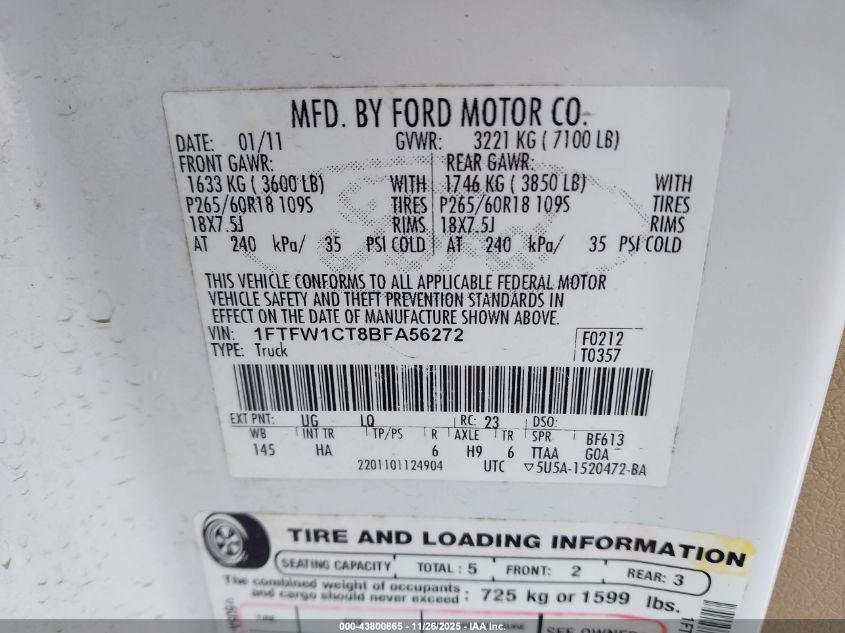 MFD. BY FORD MOTOR CO.
DATE: 01/11 GVWR: 3221 KG ( 7100 LB)
FRONT GAWR: REAR GAWR:
1633 KG ( 3600 LB) WITH 1746 KG ( 3850 LB) WITH
P265/60R18 109S TIRES P265/60R18 109S TIRES
18X7.5J RIMS 18X7.5J RIMS
AT 240 kPa/ 35 PSI COLD AT 240 kPa/ 35 PSI COLD
THIS VEHICLE CONFORMS TO ALL APPLICABLE FEDERAL MOTOR
VEHICLE SAFETY AND THEFT PREVENTION STANDARDS IN
EFFECT ON THE DATE OF MANUFACTURE SHOWN ABOVE.
VIN: 1FTFW1CT8BFA56272 F0212
TYPE: Truck T0357
EXT PNT: UG LQ RC: 23 DSO:
WB INT TR TP/PS R AXLE TR SPR BF613
145 HA 6 H9 6 TTAA G0A
2201101124904 UTC ▽5U5A-1520472-BA
TIRE AND LOADING INFORMATION
SEATING CAPACITY TOTAL : 5 FRONT: 2 REAR: 3
The combined weight of occupants
and cargo should never exceed : 725 kg or 1599 lbs.
SEE OWNER
000-43800865 - 11/26/2025 - IAA Inc.